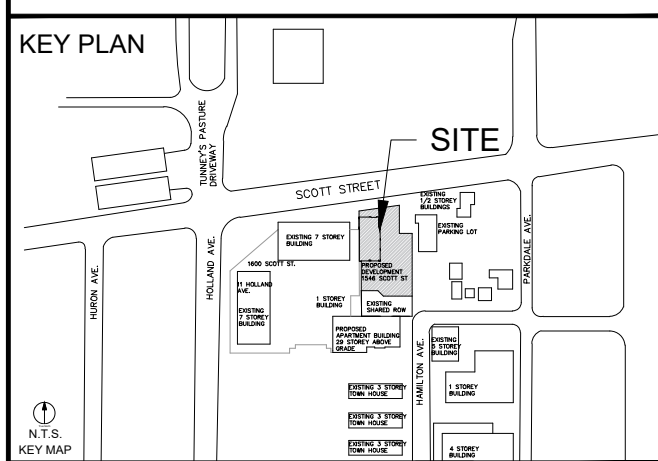 KEY PLAN
TUNNEY'S PASTURE
DRIVEWAY
SITE
SCOTT STREET
EXISTING
1/2 STOREY
BUILDINGS
EXISTING
PARKING LOT
EXISTING 7 STOREY
BUILDING
1600 SCOTT ST.
PROPOSED
DEVELOPMENT
1546 SCOTT ST
HURON AVE.
HOLLAND AVE.
PARKDALE AVE.
11 HOLLAND
AVE.
EXISTING
7 STOREY
BUILDING
1 STOREY
BUILDING
EXISTING
SHARED ROW
PROPOSED
APARTMENT BUILDING
29 STOREY ABOVE
GRADE
HAMILTON AVE.
EXISTING
5 STOREY
BUILDING
EXISTING 3 STOREY
TOWN HOUSE
1 STOREY
BUILDING
EXISTING 3 STOREY
TOWN HOUSE
EXISTING 3 STOREY
TOWN HOUSE
4 STOREY
BUILDING
N.T.S.
KEY MAP